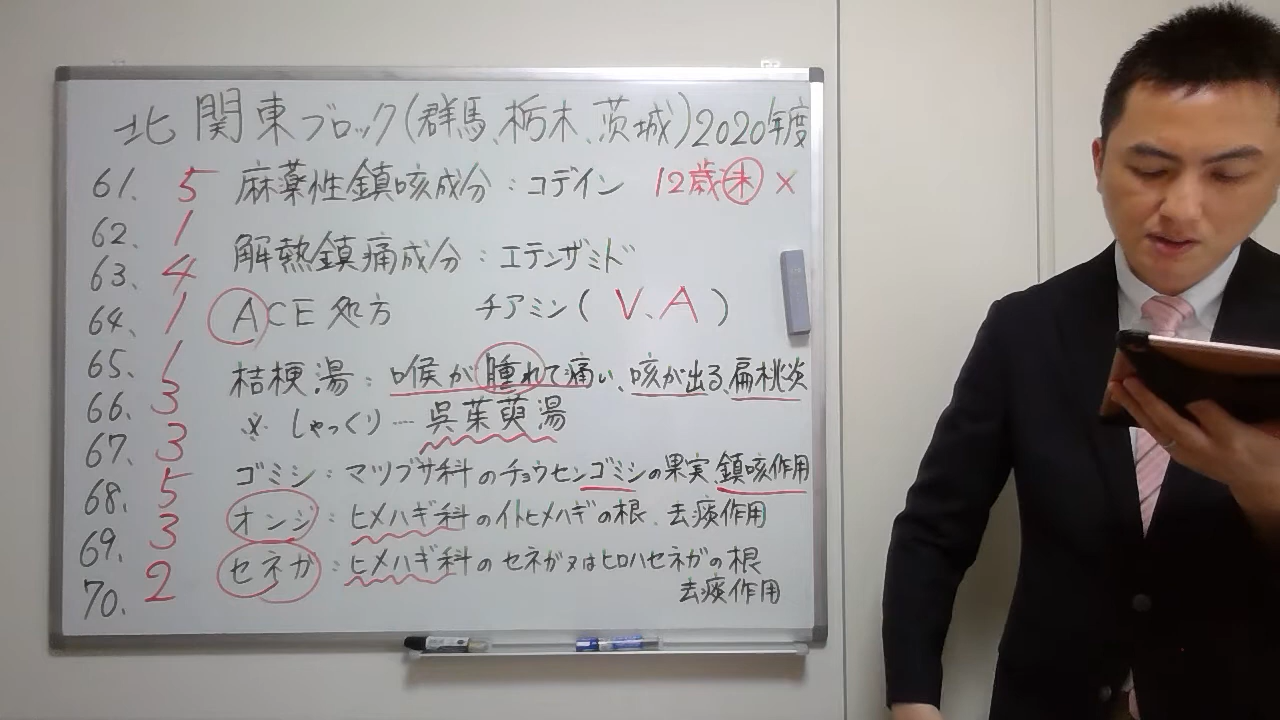 北関東ブロック(群馬、栃木、茨城)2020年度
61. 5 麻薬性鎮咳成分:コデイン 12歳未 ×
62、 1
解熱鎮痛成分:エテンザミド
63、 4
64、 1 ACE処方 チアミン( V.A )
65、 1 桔梗湯:喉が腫れて痛い、咳が出る、扁桃炎
66、 3 ※ しゃっくり…呉茱萸湯
67、 3
ゴミシ:マツブサ科のチョウセンゴミシの果実、鎮咳作用
68、 5
オンジ:ヒメハギ科のイトヒメハギの根、去痰作用
69、 3
セネガ:ヒメハギ科のセネガ又はヒロハセネガの根
70、 2 去痰作用